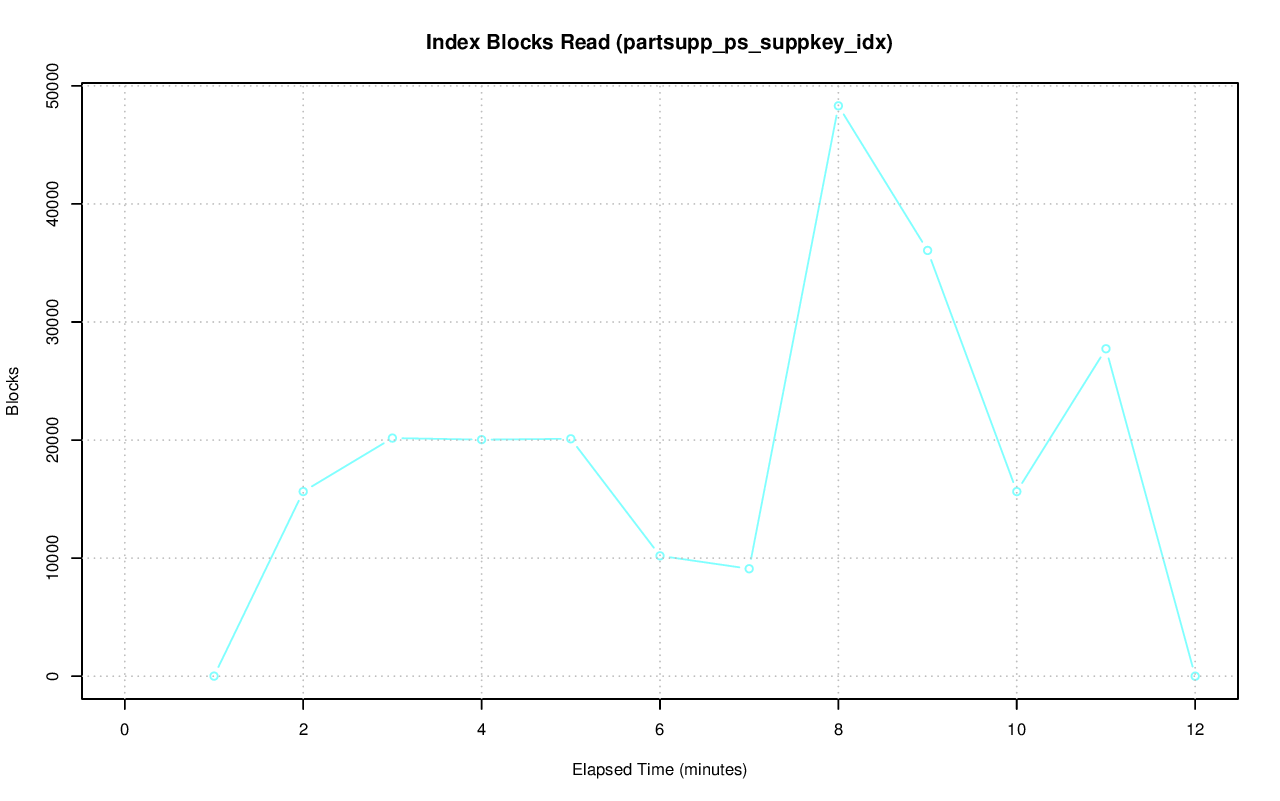 Index Blocks Read (partsupp_ps_suppkey_idx)
50000
40000
30000
20000
10000
0
Blocks
0 2 4 6 8 10 12
Elapsed Time (minutes)